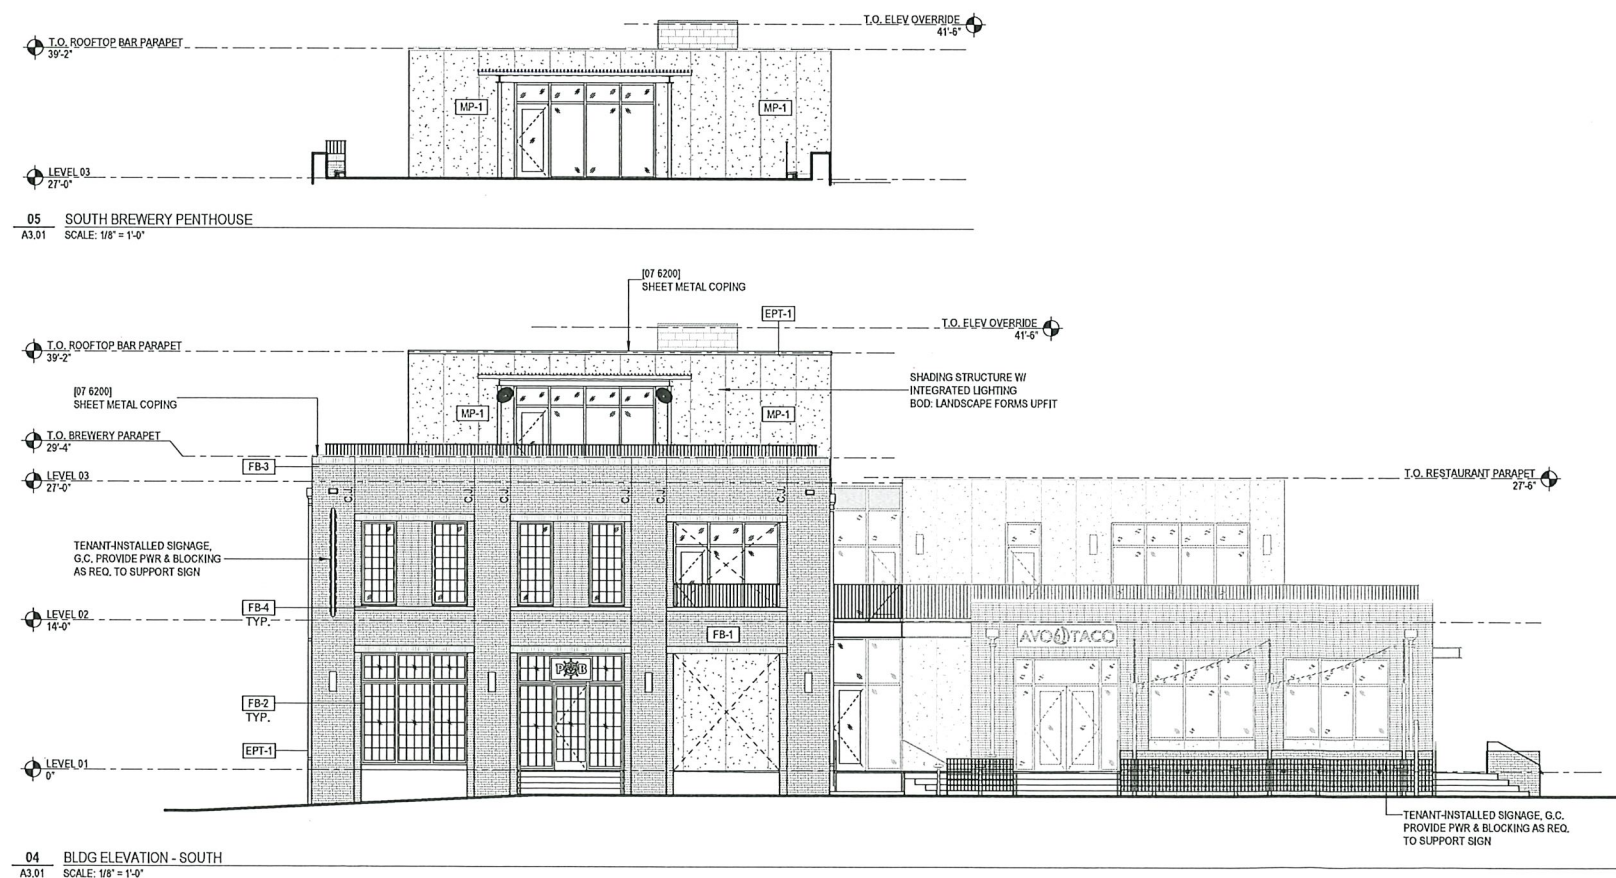 T.O. ELEV OVERRIDE
41'-6"
T.O. ROOFTOP BAR PARAPET
39'-2"
MP-1
MP-1
LEVEL 03
27'-0"
05 SOUTH BREWERY PENTHOUSE
A3.01 SCALE: 1/8" = 1'-0"
[07 6200]
SHEET METAL COPING
EPT-1
T.O. ELEV OVERRIDE
41'-6"
T.O. ROOFTOP BAR PARAPET
39'-2"
SHADING STRUCTURE W/
INTEGRATED LIGHTING
BOD: LANDSCAPE FORMS UPFIT
[07 6200]
SHEET METAL COPING
MP-1
MP-1
T.O. BREWERY PARAPET
29'-4"
FB-3
LEVEL 03
27'-0"
T.O. RESTAURANT PARAPET
27'-6"
C.J.
C.J.
C.J.
C.J.
C.J.
C.J.
TENANT-INSTALLED SIGNAGE,
G.C. PROVIDE PWR & BLOCKING
AS REQ. TO SUPPORT SIGN
FB-4
TYP.
LEVEL 02
14'-0"
FB-1
AVO TACO
P B
FB-2
TYP.
EPT-1
LEVEL 01
0"
TENANT-INSTALLED SIGNAGE, G.C.
PROVIDE PWR & BLOCKING AS REQ.
TO SUPPORT SIGN
04 BLDG ELEVATION - SOUTH
A3.01 SCALE: 1/8" = 1'-0"